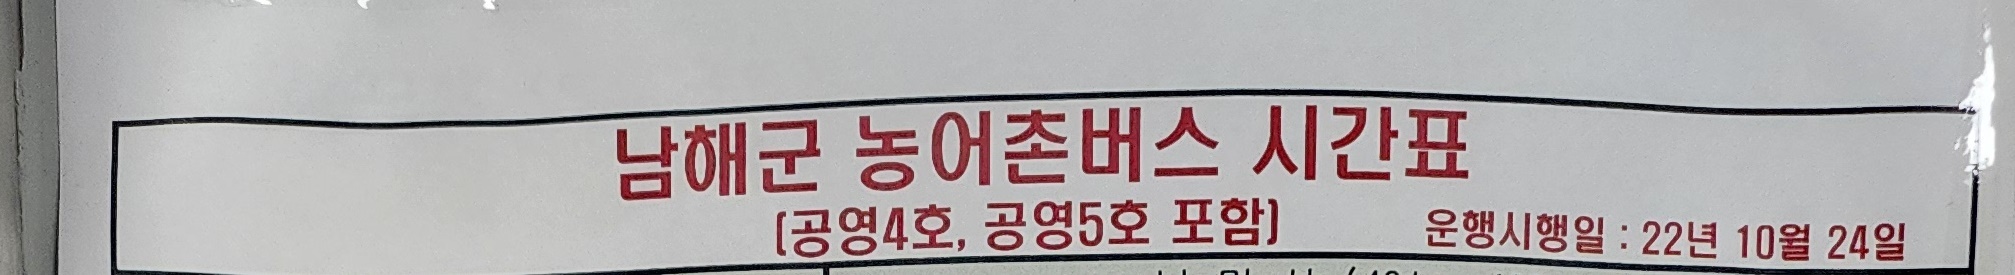 남해군 농어촌버스 시간표
[공영4호, 공영5호 포함] 운행시행일 : 22년 10월 24일